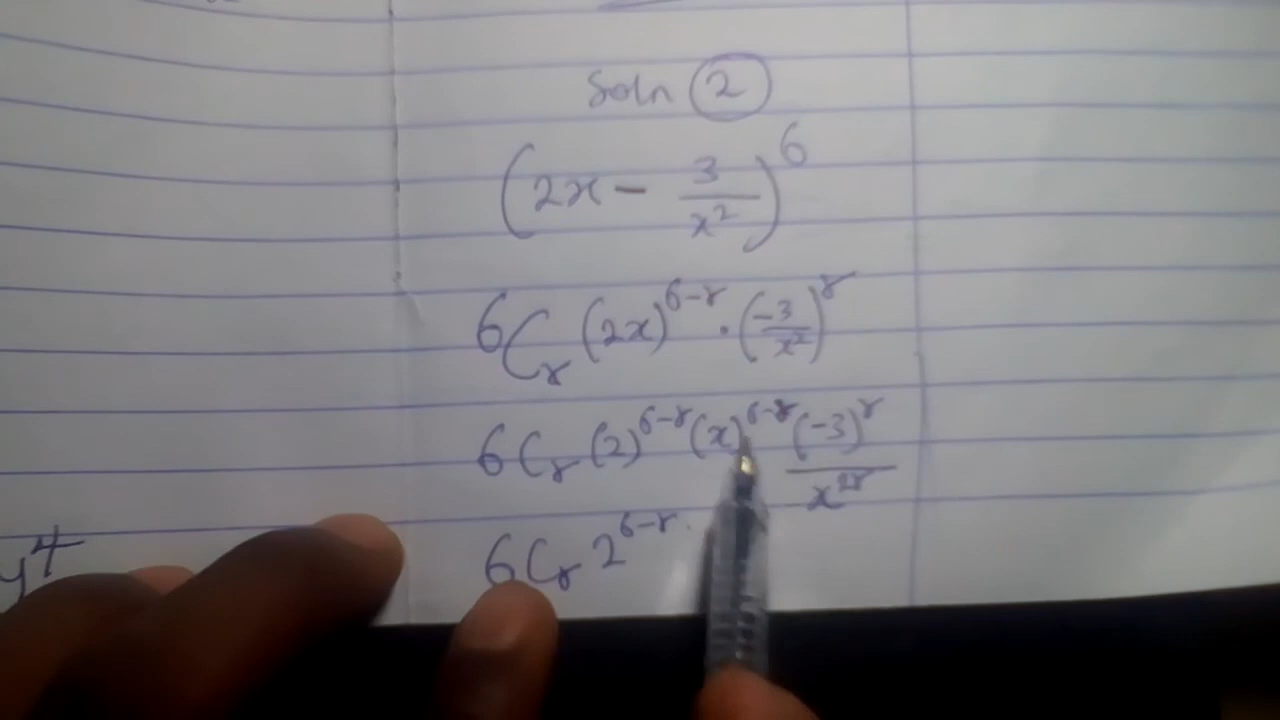 Soln ②
(2x - 3/x²)⁶
6Cr (2x)^6-r · (-3/x²)^r
6Cr (2)^6-r (x)^6-r (-3)^r/x^2r
6Cr 2^6-r
y⁴